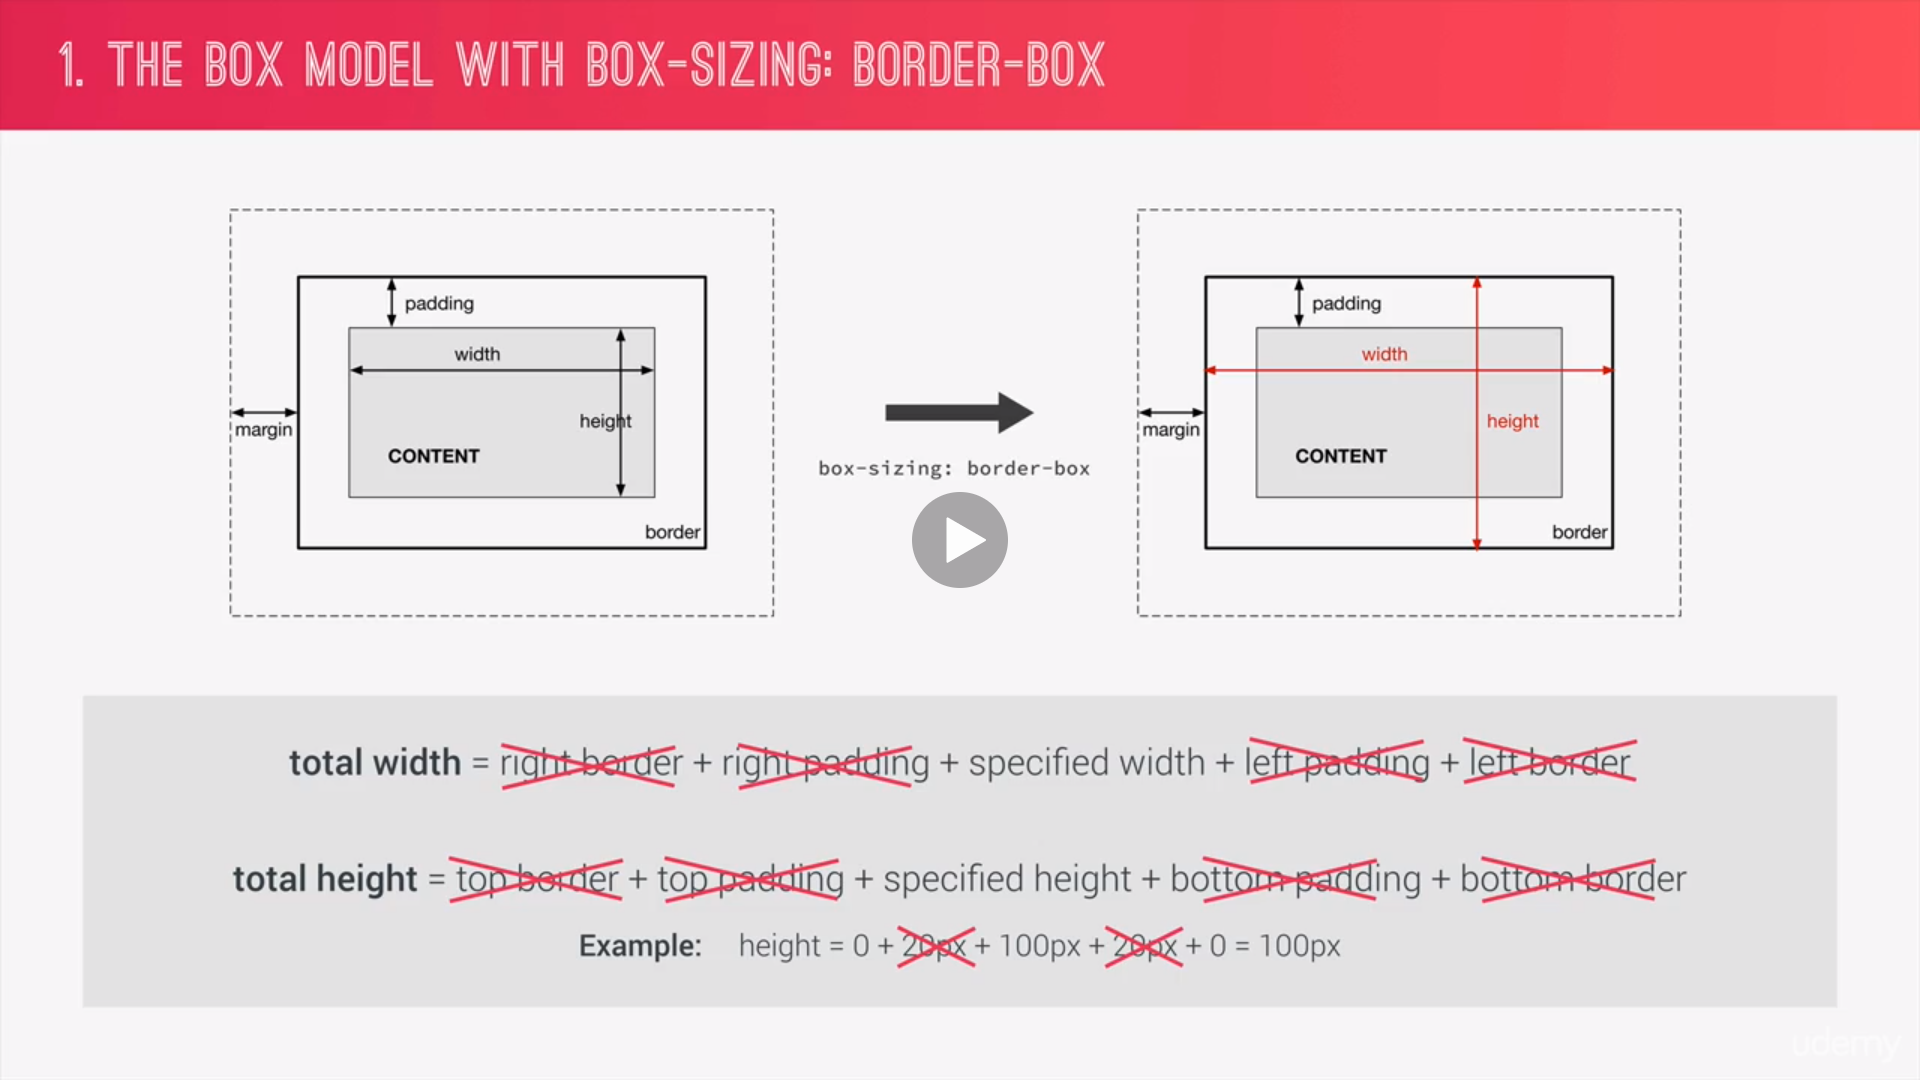 1. THE BOX MODEL WITH BOX-SIZING: BORDER-BOX
padding
width
height
margin
CONTENT
border
box-sizing: border-box
padding
width
height
margin
CONTENT
border
total width = right border + right padding + specified width + left padding + left border
total height = top border + top padding + specified height + bottom padding + bottom border
Example: height = 0 + 20px + 100px + 20px + 0 = 100px
udemy